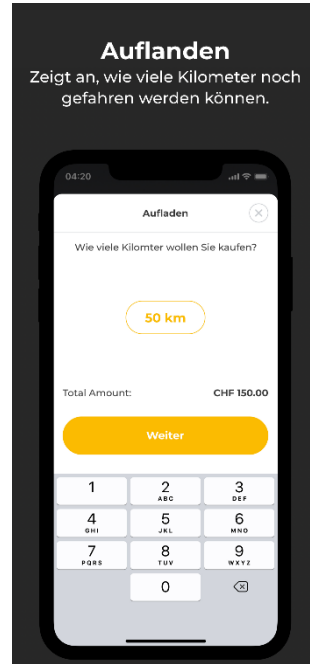 Auflanden
Zeigt an, wie viele Kilometer noch
gefahren werden können.
04:20
Aufladen
Wie viele Kilomter wollen Sie kaufen?
50 km
Total Amount: CHF 150.00
Weiter
1 2 3
ABC DEF
4 5 6
GHI JKL MNO
7 8 9
PQRS TUV WXYZ
0